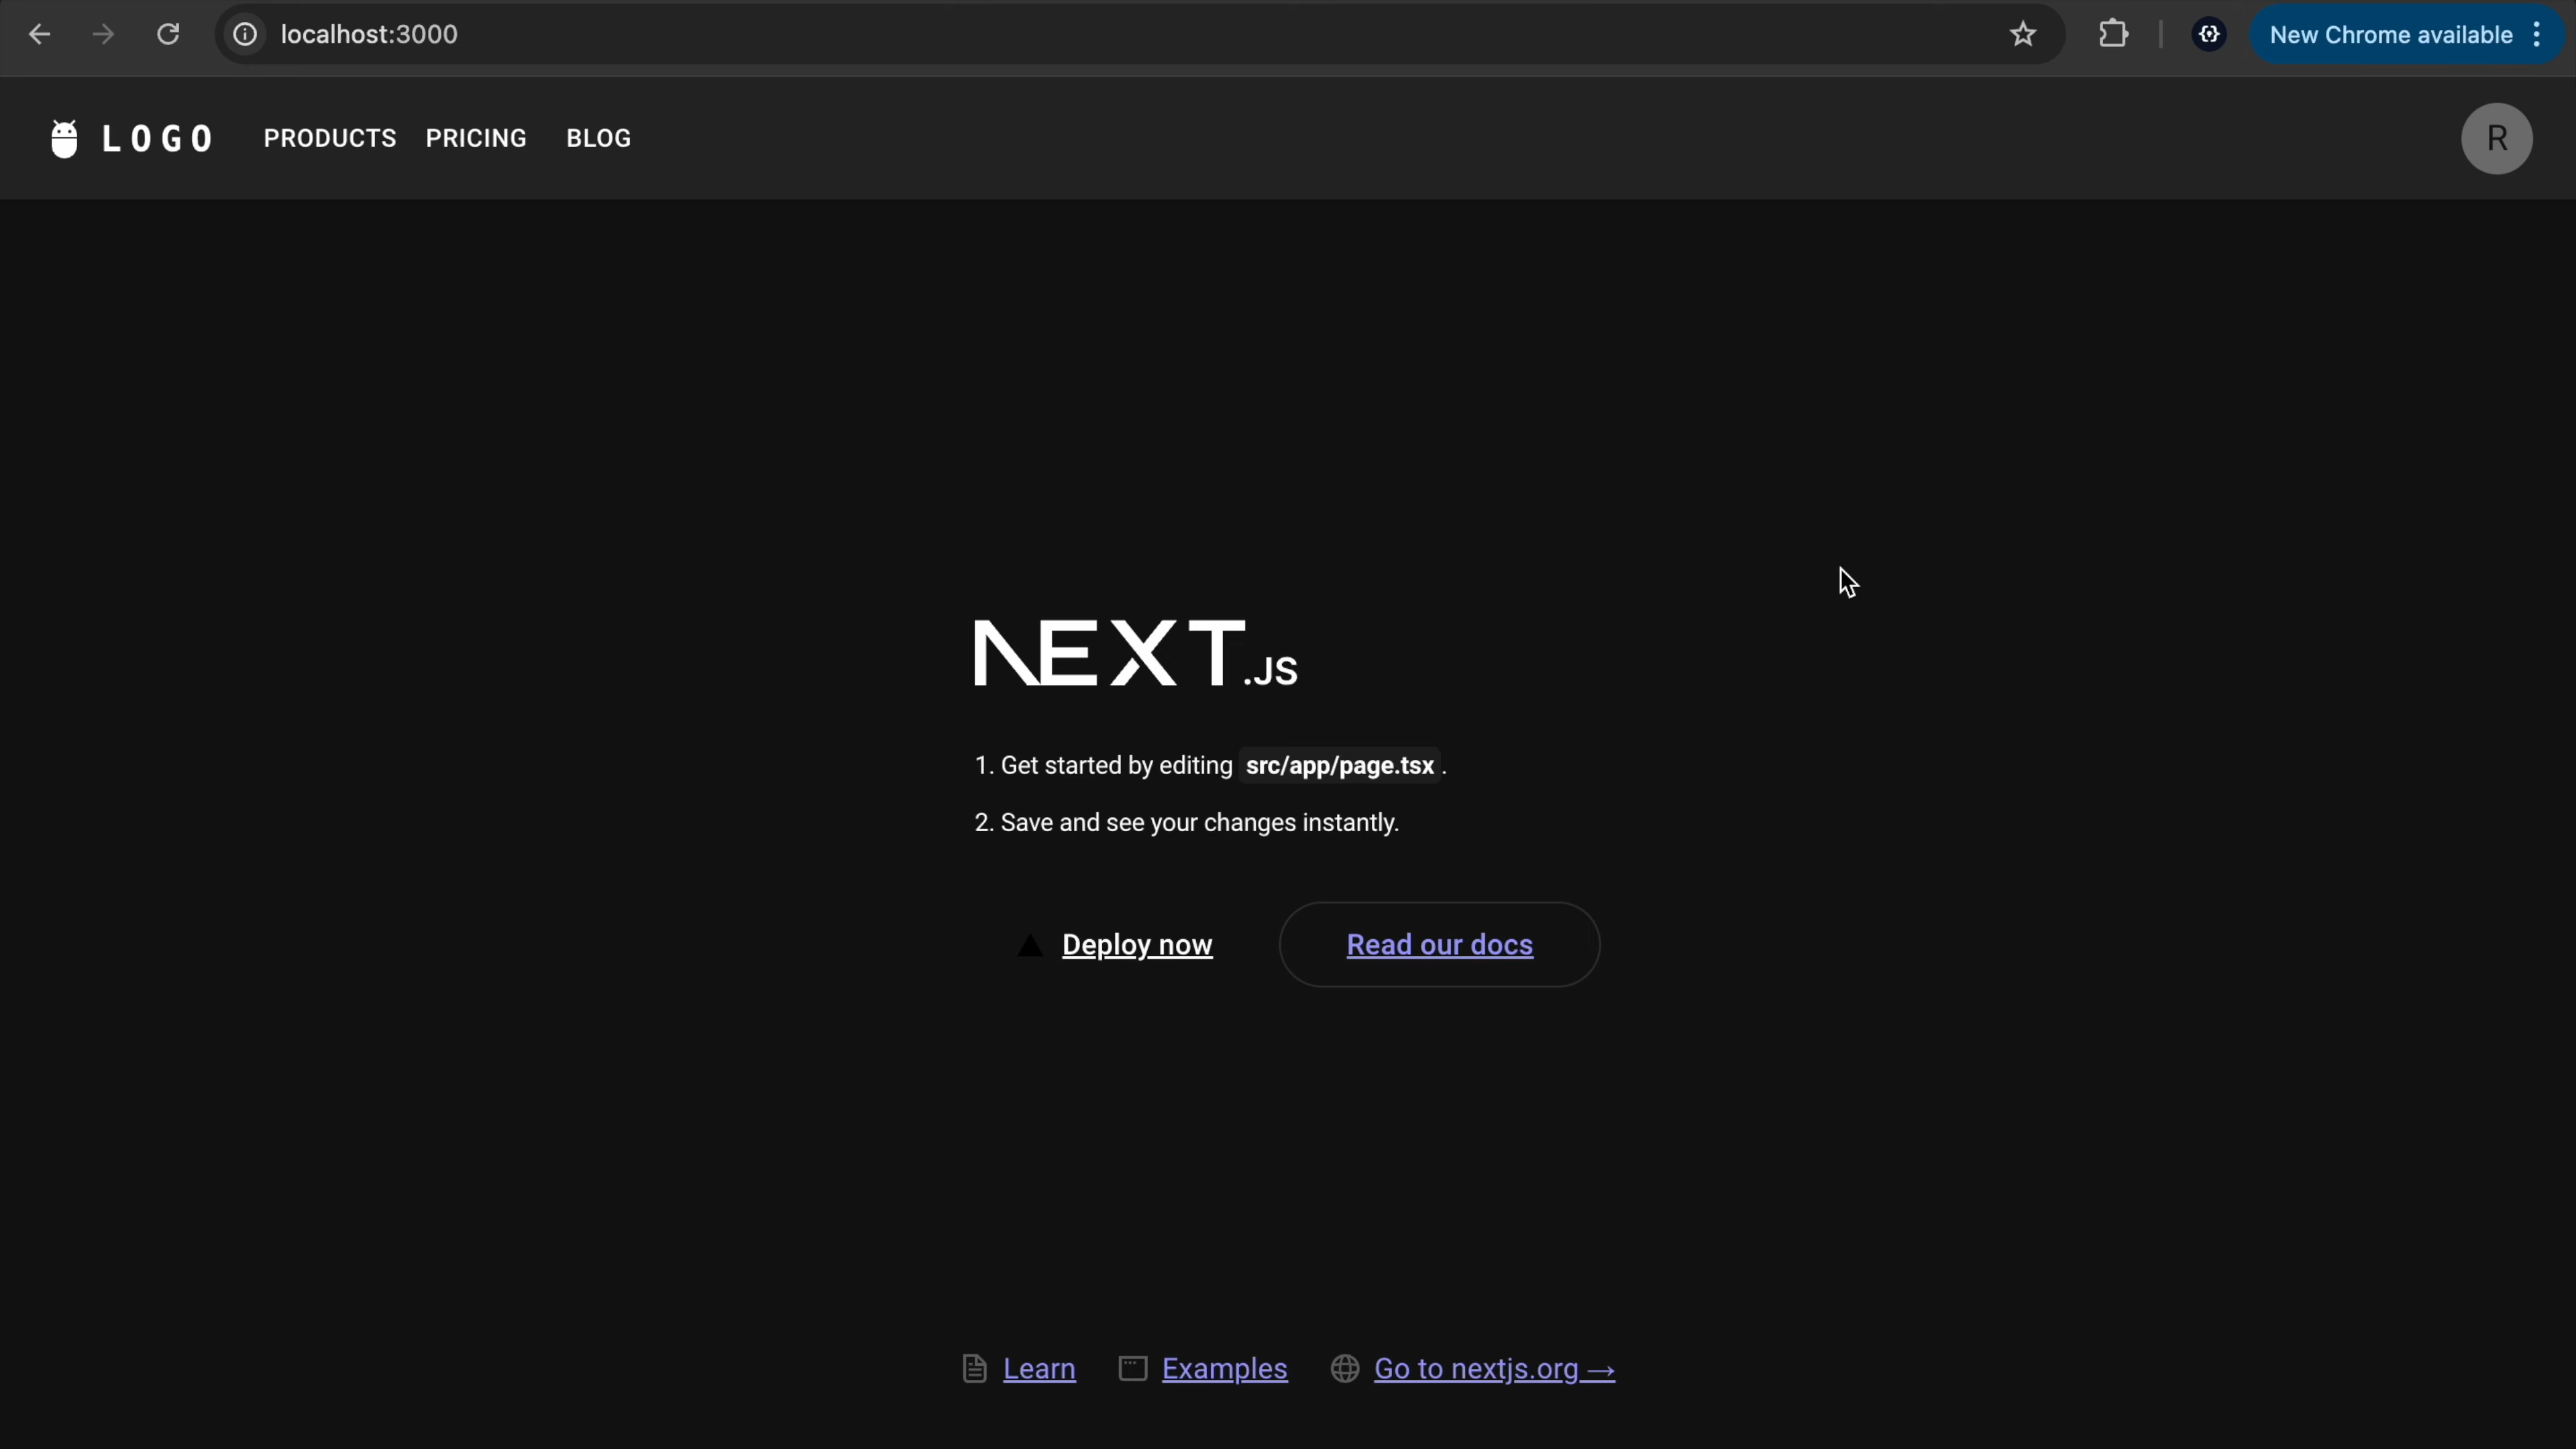 localhost:3000
New Chrome available
LOGO PRODUCTS PRICING BLOG
R
NEXT.JS
1. Get started by editing src/app/page.tsx.
2. Save and see your changes instantly.
Deploy now
Read our docs
Learn
Examples
Go to nextjs.org →